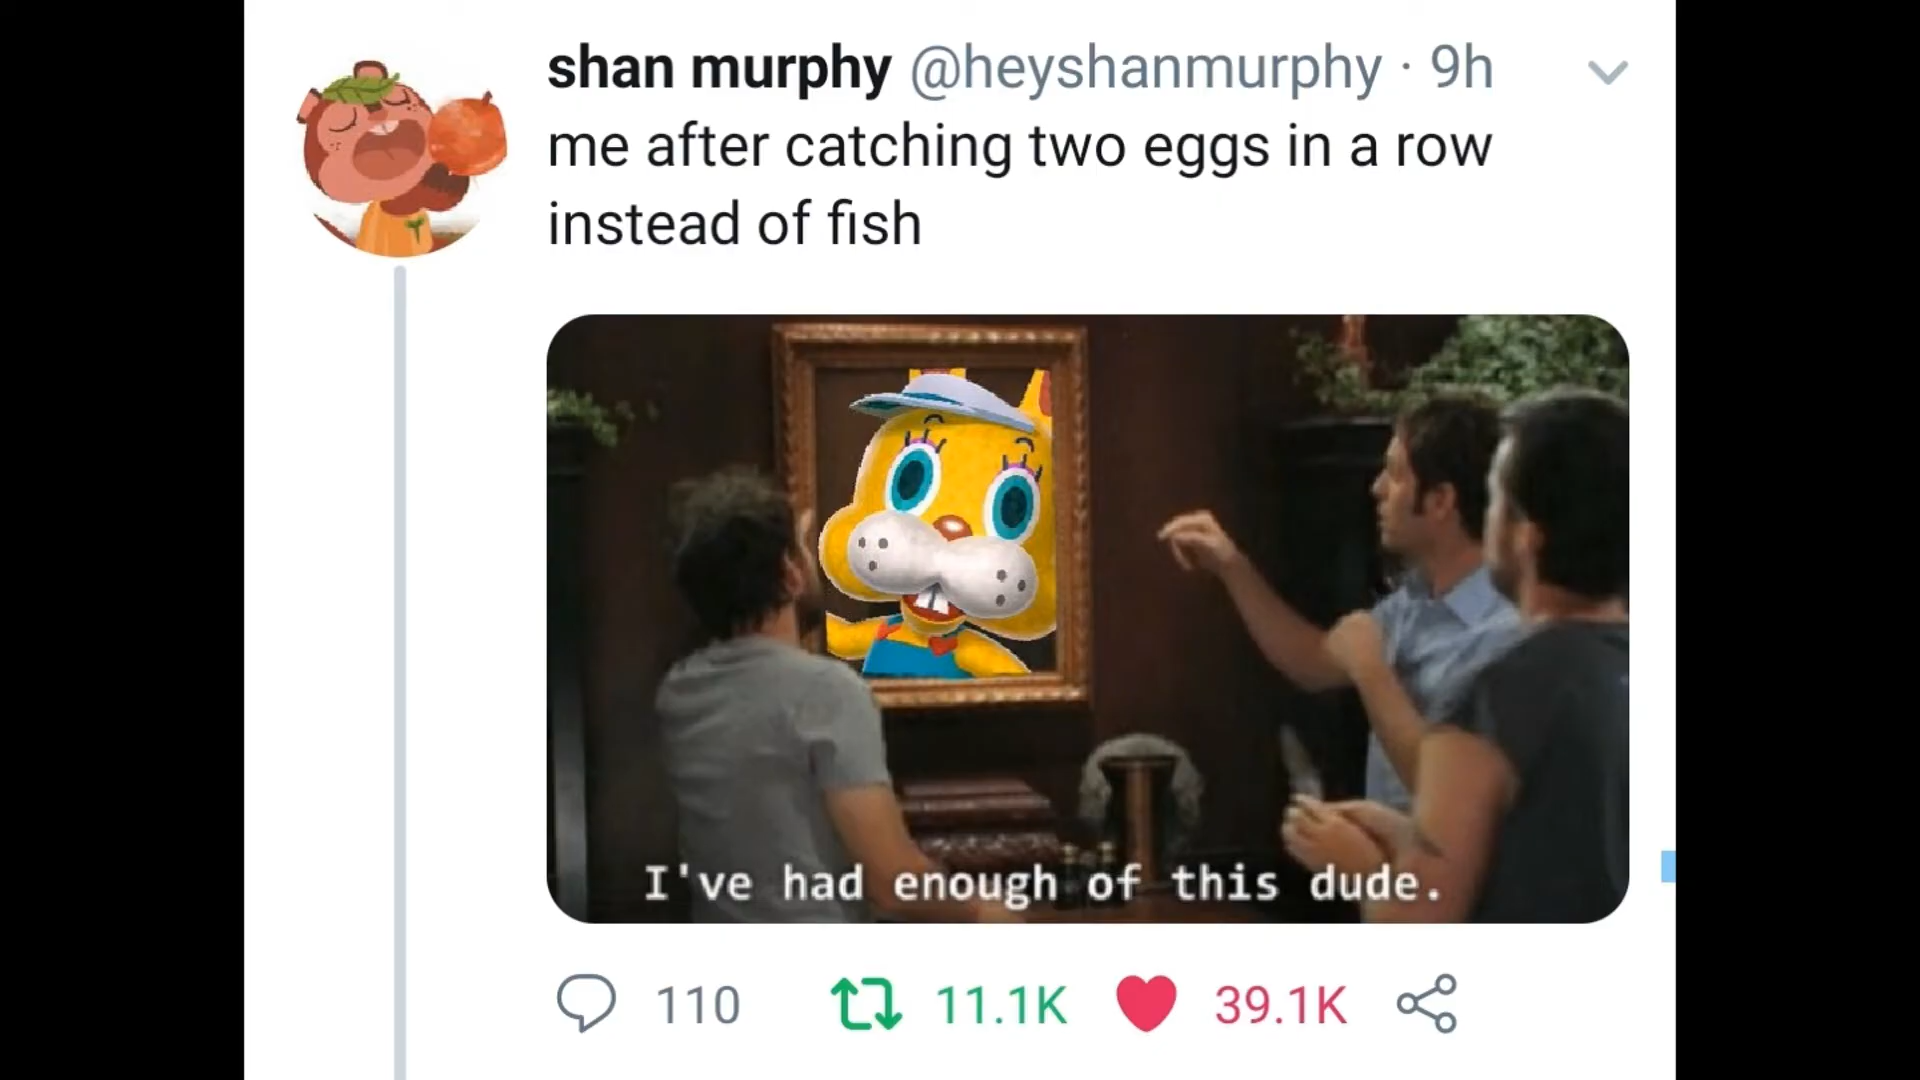 shan murphy @heyshanmurphy · 9h
me after catching two eggs in a row
instead of fish
I've had enough of this dude.
110 11.1K 39.1K